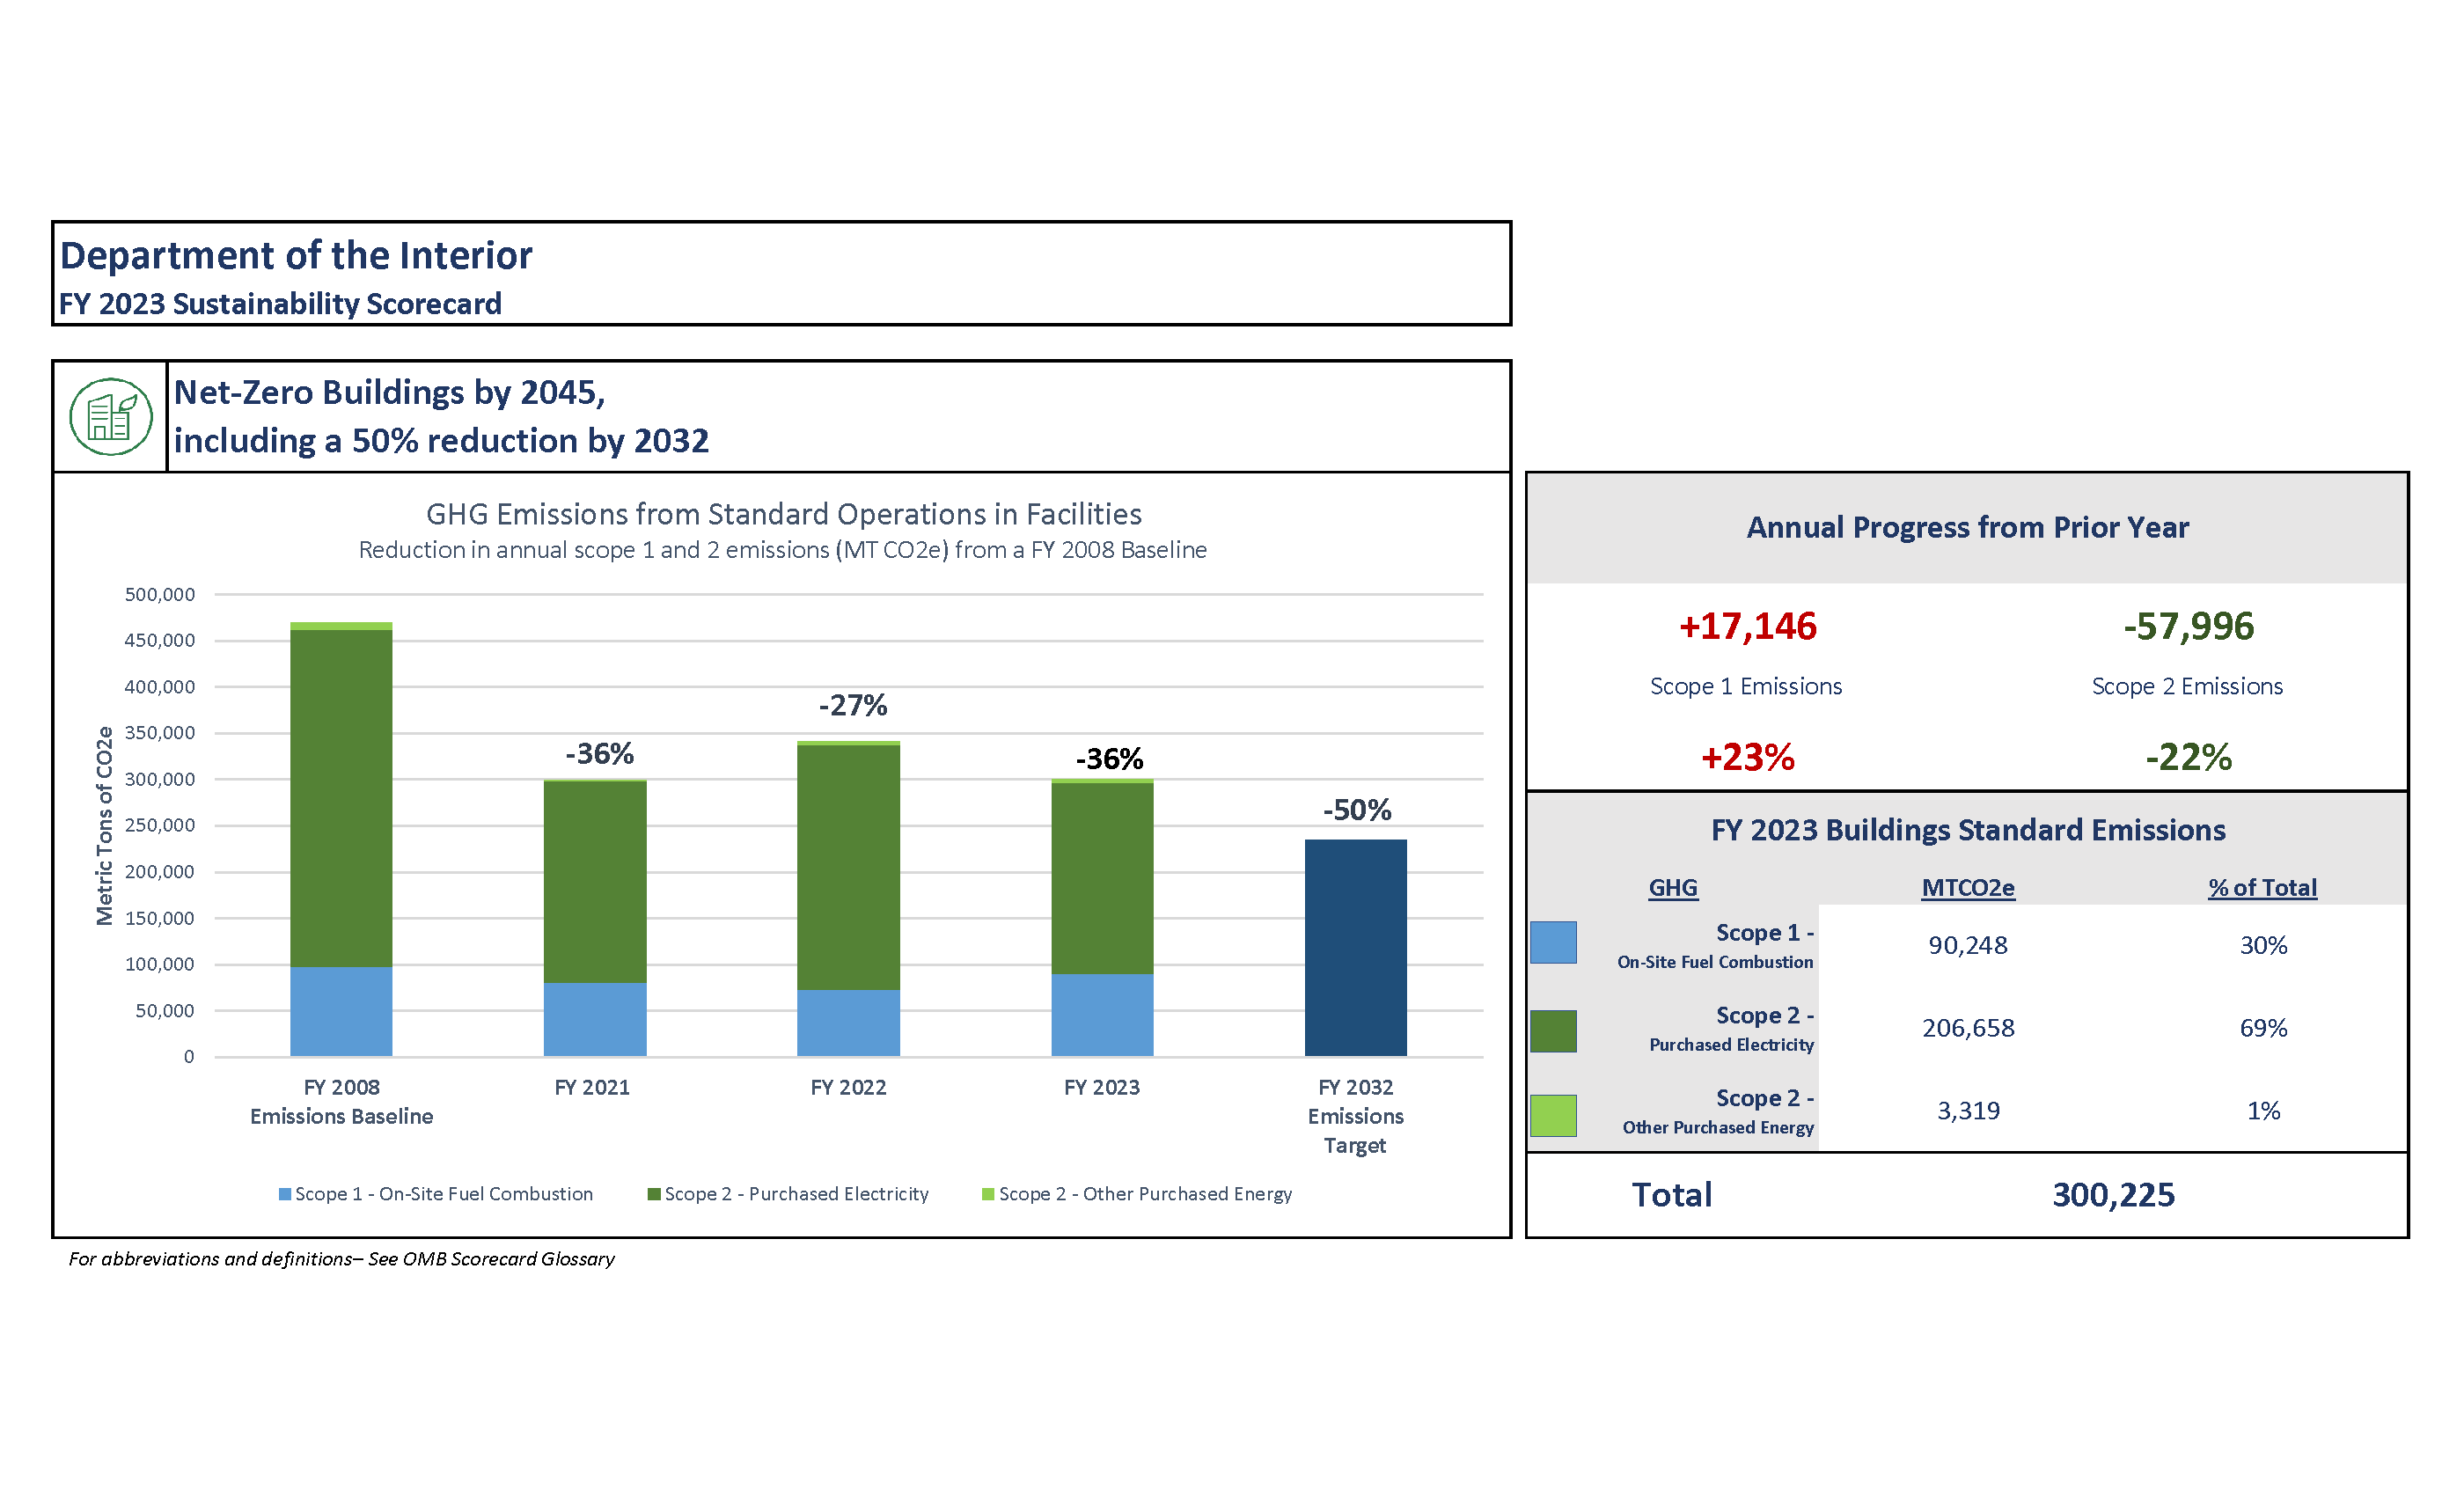 Department of the Interior
FY 2023 Sustainability Scorecard
Net-Zero Buildings by 2045,
including a 50% reduction by 2032
GHG Emissions from Standard Operations in Facilities
Reduction in annual scope 1 and 2 emissions (MT CO2e) from a FY 2008 Baseline
Metric Tons of CO2e
500,000
450,000
400,000
350,000
300,000
250,000
200,000
150,000
100,000
50,000
0
-36%
-27%
-36%
-50%
FY 2008
Emissions Baseline
FY 2021
FY 2022
FY 2023
FY 2032
Emissions
Target
Scope 1 - On-Site Fuel Combustion
Scope 2 - Purchased Electricity
Scope 2 - Other Purchased Energy
For abbreviations and definitions– See OMB Scorecard Glossary
Annual Progress from Prior Year
+17,146
-57,996
Scope 1 Emissions
Scope 2 Emissions
+23%
-22%
FY 2023 Buildings Standard Emissions
GHG
MTCO2e
% of Total
Scope 1 -
On-Site Fuel Combustion
90,248
30%
Scope 2 -
Purchased Electricity
206,658
69%
Scope 2 -
Other Purchased Energy
3,319
1%
Total
300,225